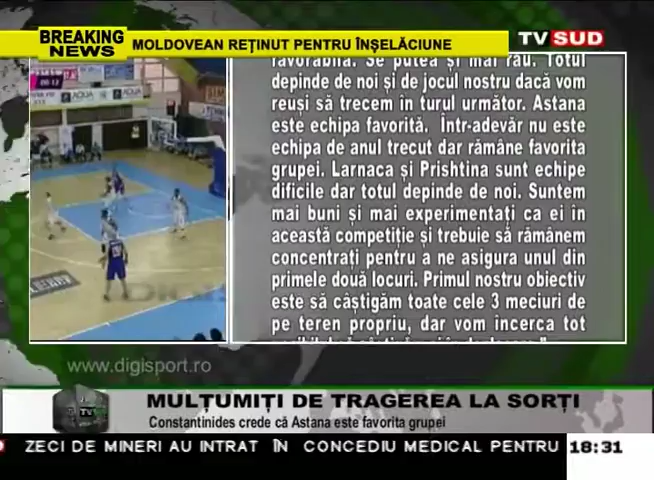 BREAKING
NEWS
MOLDOVEAN REȚINUT PENTRU ÎNȘELĂCIUNE
TV SUD
favorabilă. Se putea și mai rău. Totul
depinde de noi și de jocul nostru dacă vom
reuși să trecem in turul următor. Astana
este echipa favorită. Într-adevăr nu este
echipa de anul trecut dar rămâne favorita
grupei. Larnaca și Prishtina sunt echipe
dificile dar totul depinde de noi. Suntem
mai buni și mai experimentați ca ei in
această competiție și trebuie să rămânem
concentrați pentru a ne asigura unul din
primele două locuri. Primul nostru obiectiv
este să câștigăm toate cele 3 meciuri de
pe teren propriu, dar vom incerca tot
AQUA
www.digisport.ro
MULȚUMIȚI DE TRAGEREA LA SORȚI
Constantinides crede că Astana este favorita grupei
ZECI DE MINERI AU INTRAT ÎN CONCEDIU MEDICAL PENTRU
18:31